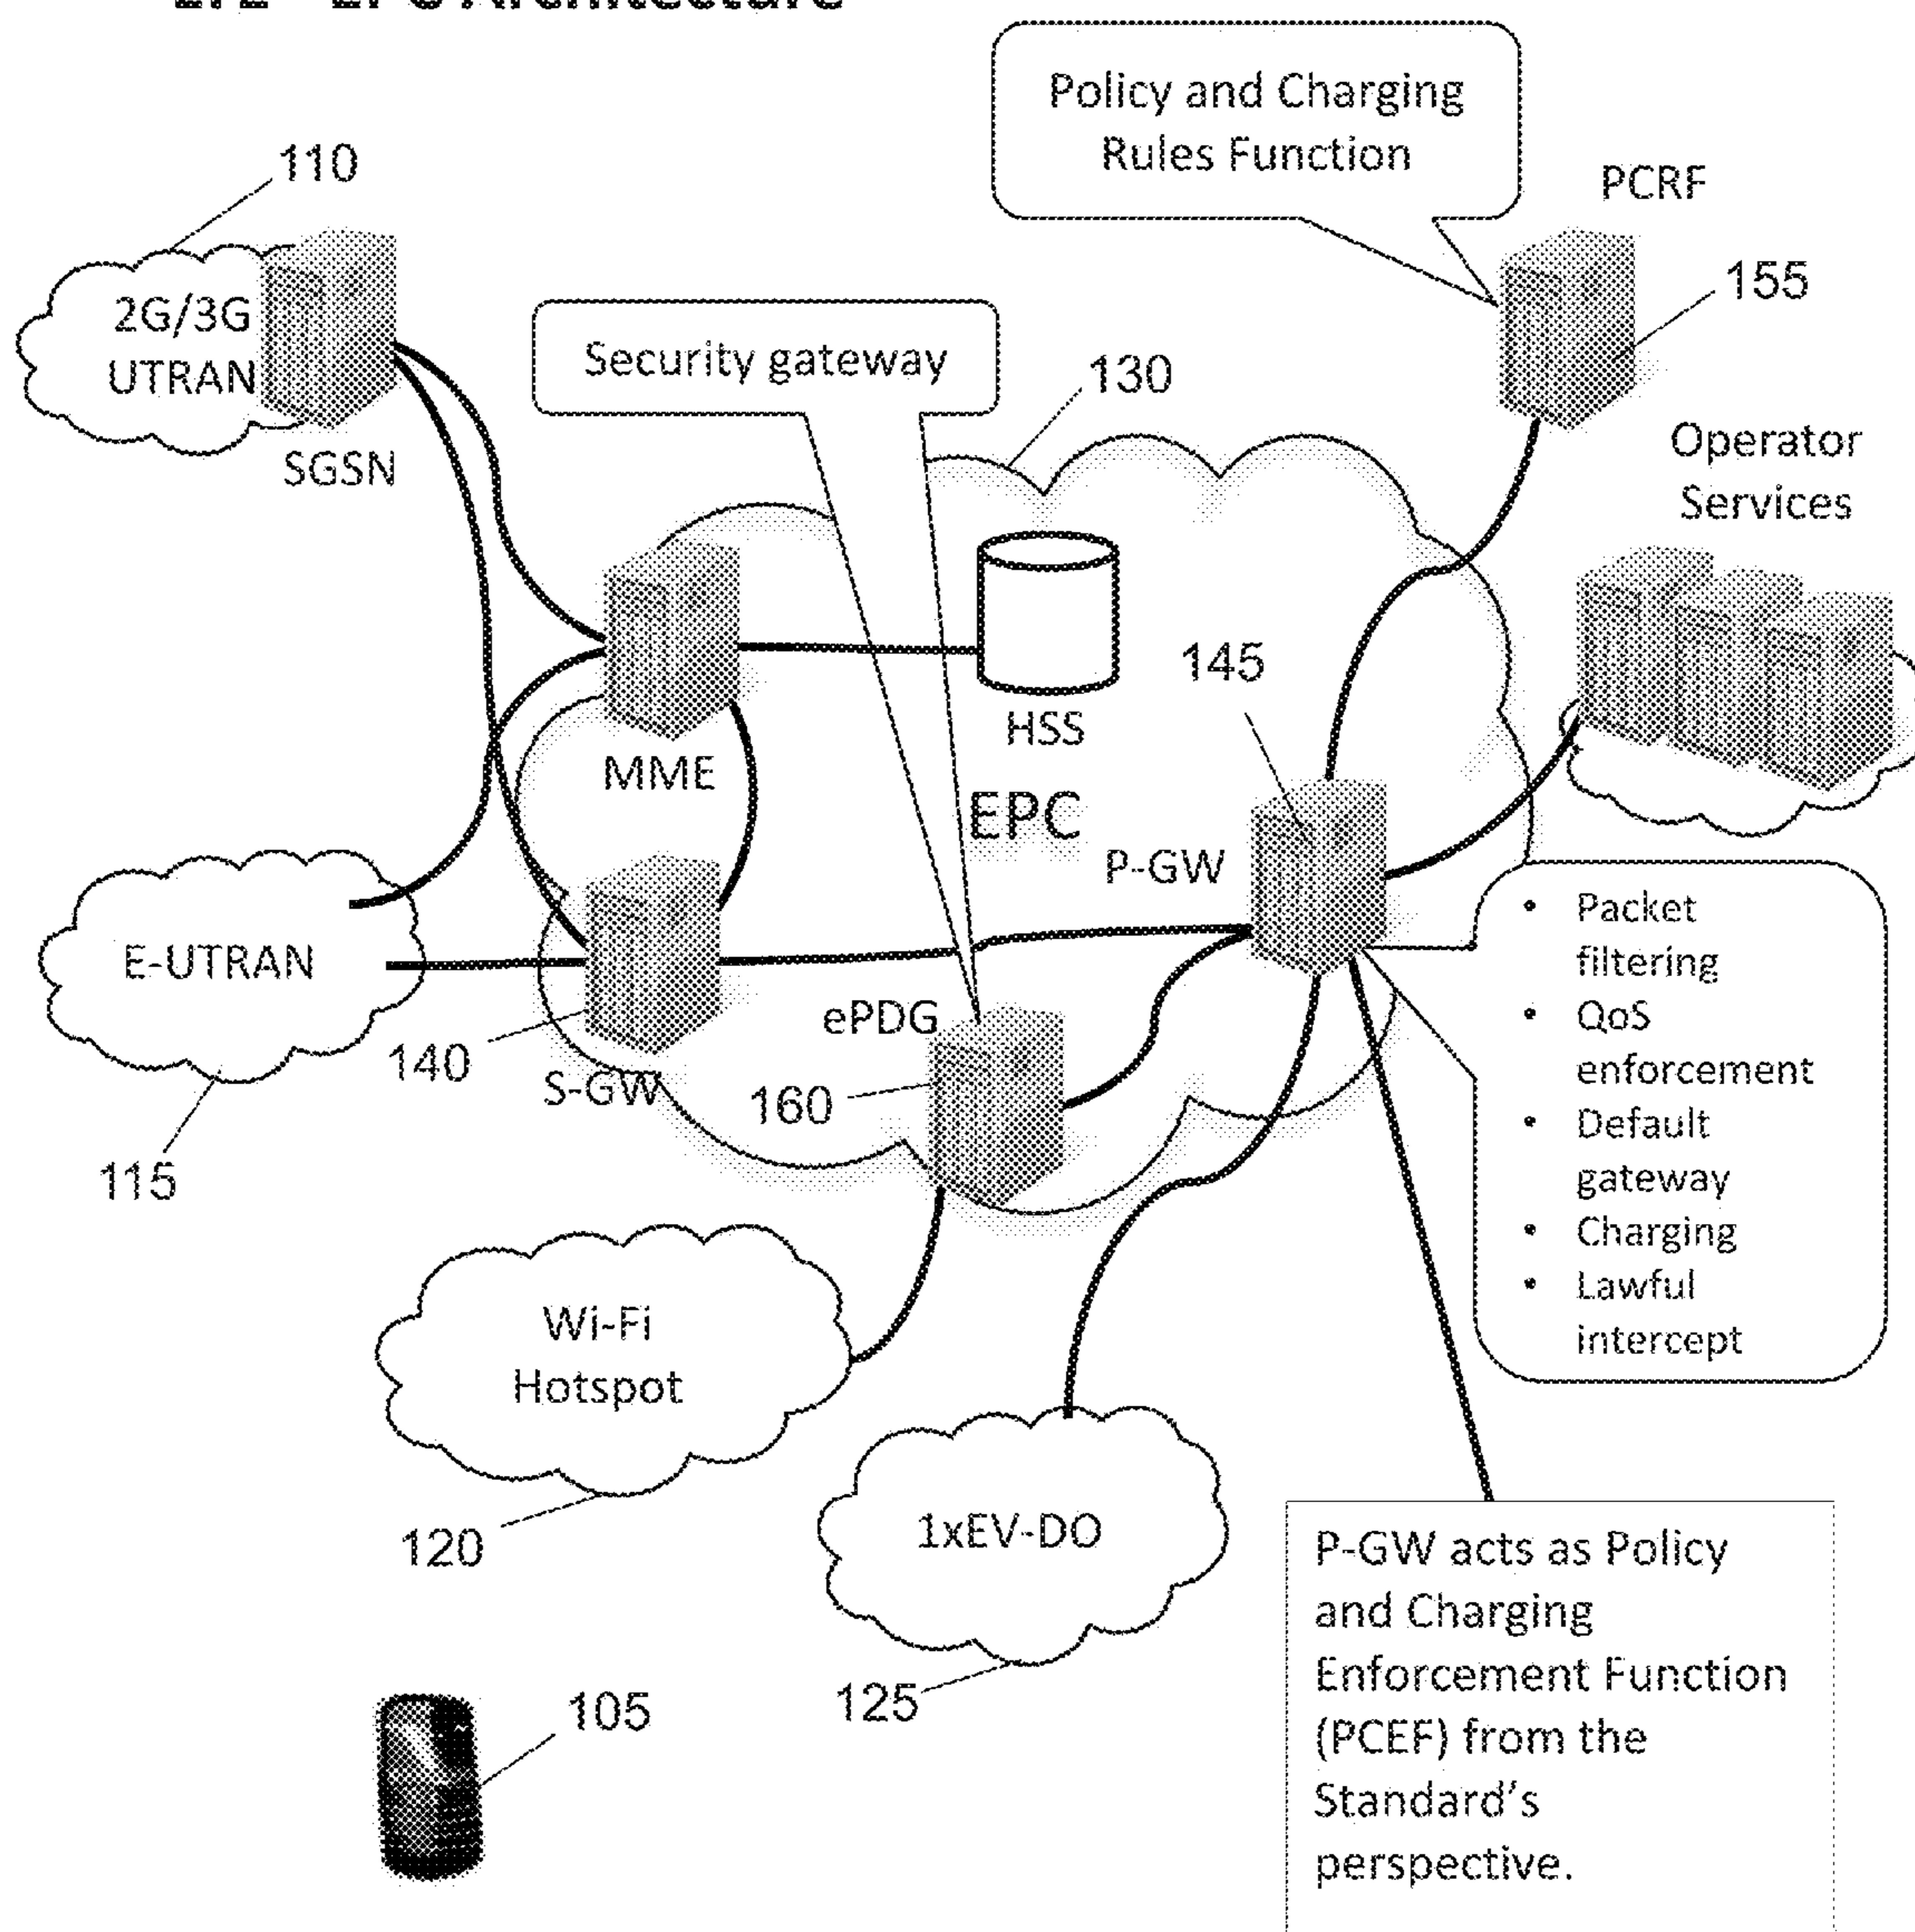 Policy and Charging
Rules Function
110
PCRF
155
2G/3G
UTRAN
Security gateway
130
SGSN
Operator
Services
145
HSS
MME
EPC
P-GW
Packet
filtering
QoS
enforcement
Default
gateway
Charging
Lawful
intercept
E-UTRAN
ePDG
140
S-GW
160
115
Wi-Fi
Hotspot
120
1xEV-DO
125
105
P-GW acts as Policy
and Charging
Enforcement Function
(PCEF) from the
Standard's
perspective.